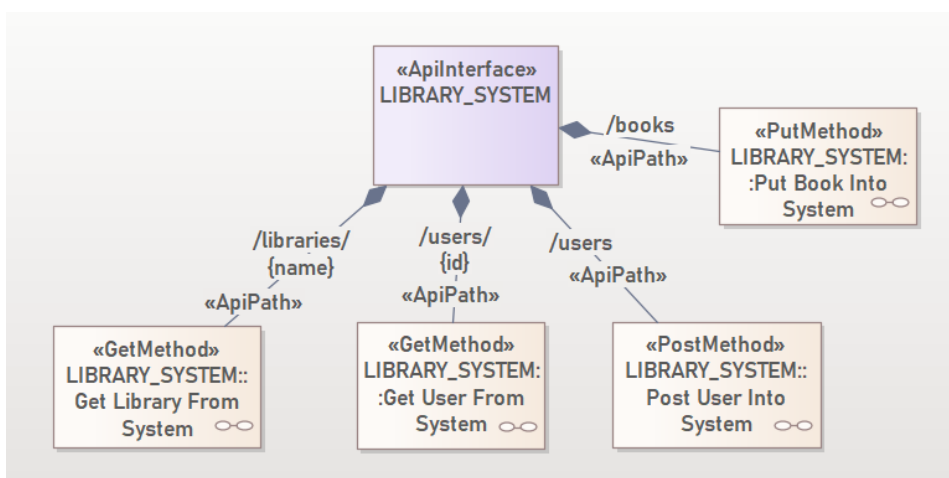 «ApiInterface»
LIBRARY_SYSTEM
/books
«ApiPath»
«PutMethod»
LIBRARY_SYSTEM:
:Put Book Into
System
/libraries/
{name}
«ApiPath»
/users/
{id}
«ApiPath»
/users
«ApiPath»
«GetMethod»
LIBRARY_SYSTEM::
Get Library From
System
«GetMethod»
LIBRARY_SYSTEM:
:Get User From
System
«PostMethod»
LIBRARY_SYSTEM::
Post User Into
System